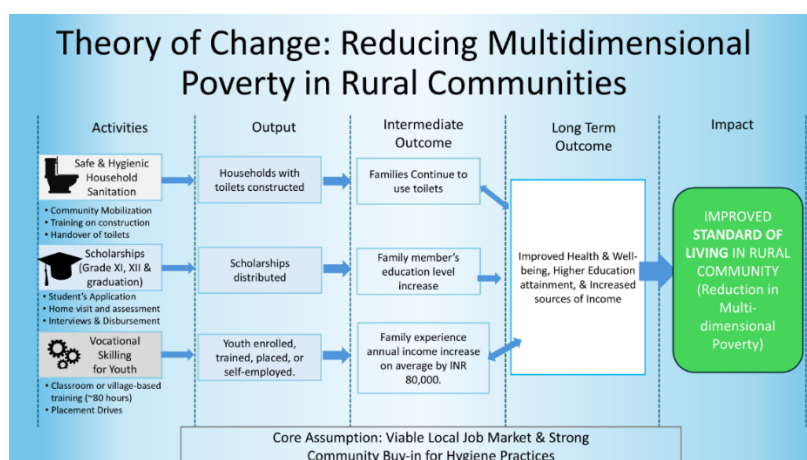 Theory of Change: Reducing Multidimensional
Poverty in Rural Communities
Activities
Output
Intermediate
Outcome
Long Term
Outcome
Impact
Safe & Hygienic
Household
Sanitation
• Community Mobilization
• Training on construction
• Handover of toilets
Households with
toilets constructed
Families Continue to
use toilets
Scholarships
(Grade XI, XII &
graduation)
• Student's Application
• Home visit and assessment
• Interviews & Disbursement
Scholarships
distributed
Family member's
education level
increase
Vocational
Skilling
for Youth
• Classroom or village-based
training (~80 hours)
• Placement Drives
Youth enrolled,
trained, placed, or
self-employed.
Family experience
annual income increase
on average by INR
80,000.
Improved Health & Well-
being, Higher Education
attainment, & Increased
sources of Income
IMPROVED
STANDARD OF
LIVING IN RURAL
COMMUNITY
(Reduction in
Multi-
dimensional
Poverty)
Core Assumption: Viable Local Job Market & Strong
Community Buy-in for Hygiene Practices